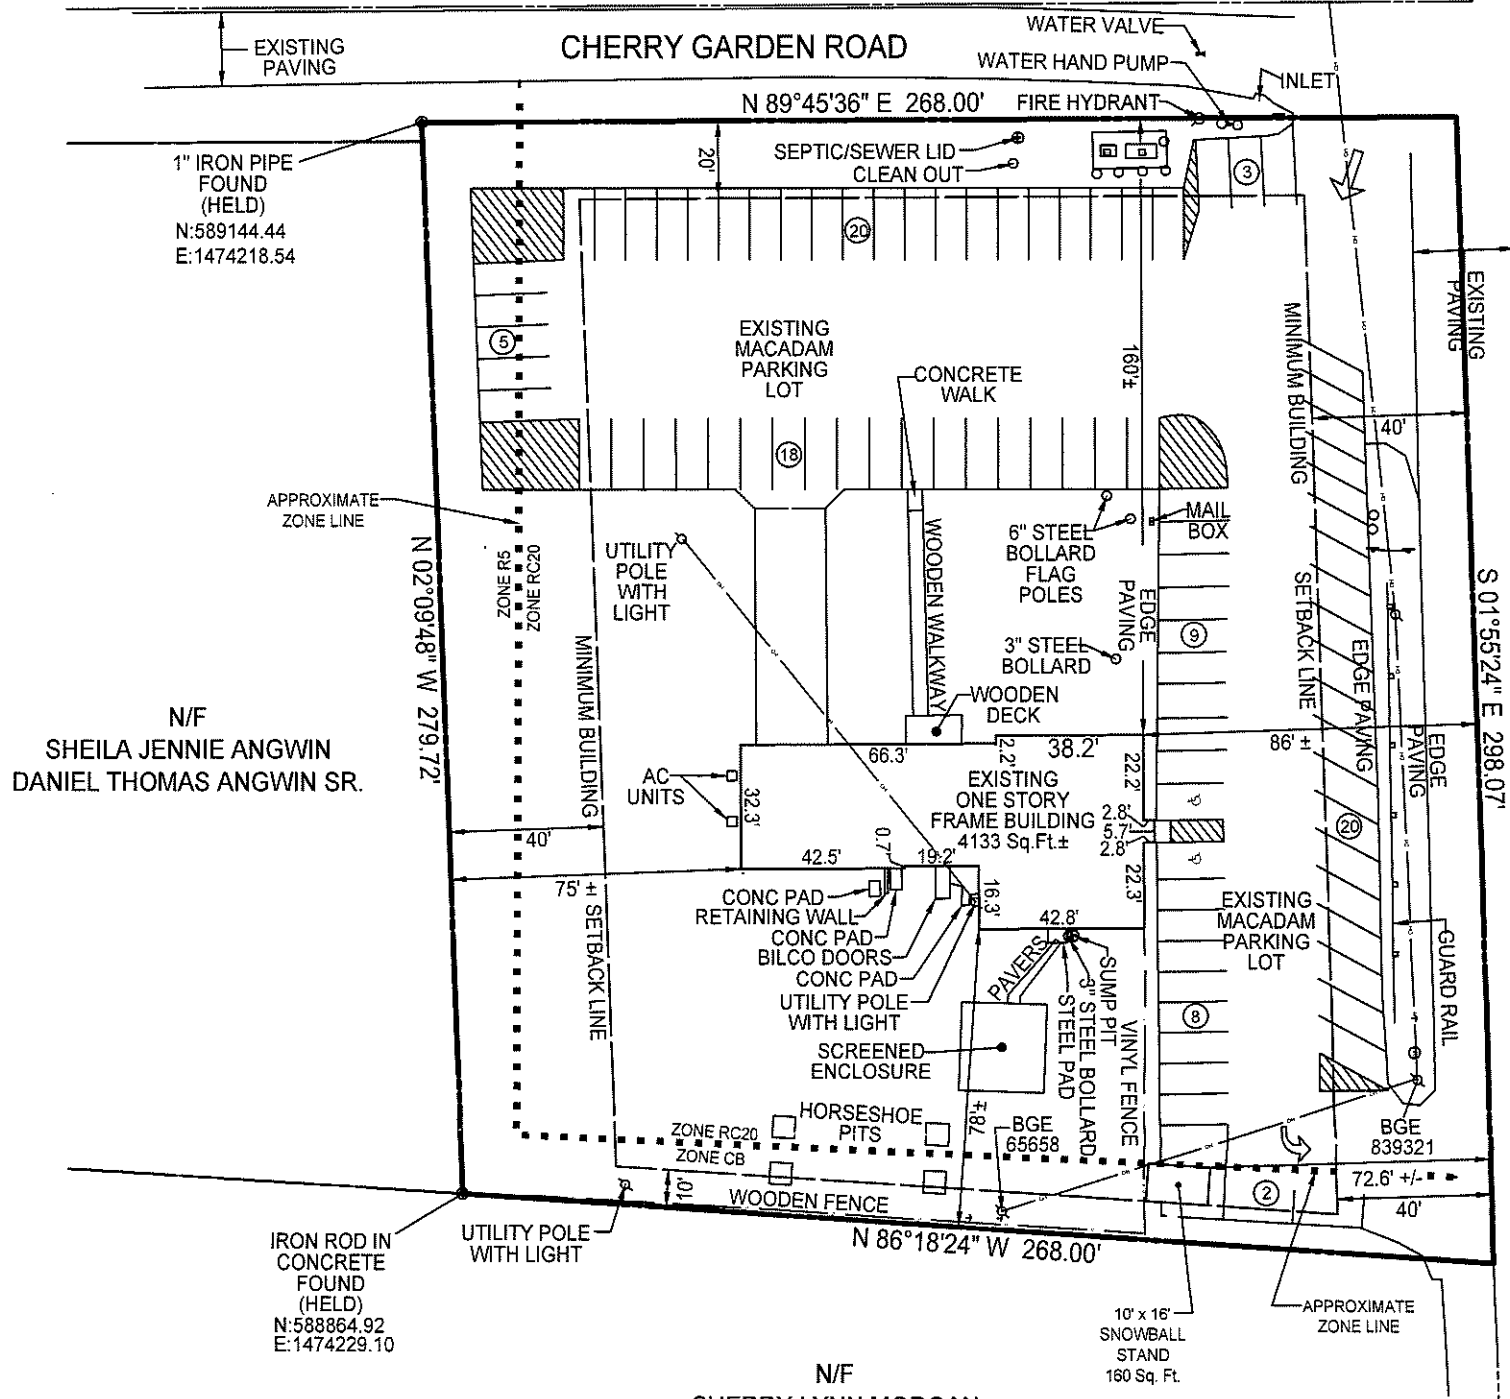 EXISTING
PAVING
CHERRY GARDEN ROAD
WATER VALVE
WATER HAND PUMP
INLET
N 89°45'36" E 268.00'
FIRE HYDRANT
1" IRON PIPE
FOUND
(HELD)
N:589144.44
E:1474218.54
20'
SEPTIC/SEWER LID
CLEAN OUT
3
20
5
EXISTING
MACADAM
PARKING
LOT
160'±
MINIMUM BUILDING
EXISTING
PAVING
CONCRETE
WALK
40'
18
APPROXIMATE
ZONE LINE
N 02°09'48" W 279.72'
ZONE R5
ZONE RC20
UTILITY
POLE
WITH
LIGHT
WOODEN WALKWAY
6" STEEL
BOLLARD
FLAG
POLES
MAIL
BOX
EDGE
PAVING
9
SETBACK LINE
EDGE PAVING
S 01°55'24" E 298.07'
3" STEEL
BOLLARD
WOODEN
DECK
MINIMUM BUILDING
N/F
SHEILA JENNIE ANGWIN
DANIEL THOMAS ANGWIN SR.
66.3'
2.2'
38.2'
86' ±
EDGE
PAVING
AC
UNITS
32.3'
EXISTING
ONE STORY
FRAME BUILDING
4133 Sq.Ft.±
22.2'
2.8'
5.7'
2.8'
20
40'
42.5'
0.7'
19.2'
22.3'
75' ±
SETBACK LINE
CONC PAD
RETAINING WALL
CONC PAD
BILCO DOORS
CONC PAD
UTILITY POLE
WITH LIGHT
16.3'
42.8'
EXISTING
MACADAM
PARKING
LOT
GUARD RAIL
PAVERS
SUMP PIT
3" STEEL BOLLARD
STEEL PAD
VINYL FENCE
8
SCREENED
ENCLOSURE
78'±
HORSESHOE
PITS
BGE
65658
BGE
839321
ZONE RC20
ZONE CB
10'
WOODEN FENCE
2
72.6' +/-
40'
UTILITY POLE
WITH LIGHT
N 86°18'24" W 268.00'
IRON ROD IN
CONCRETE
FOUND
(HELD)
N:588864.92
E:1474229.10
10' x 16'
SNOWBALL
STAND
160 Sq. Ft.
APPROXIMATE
ZONE LINE
N/F